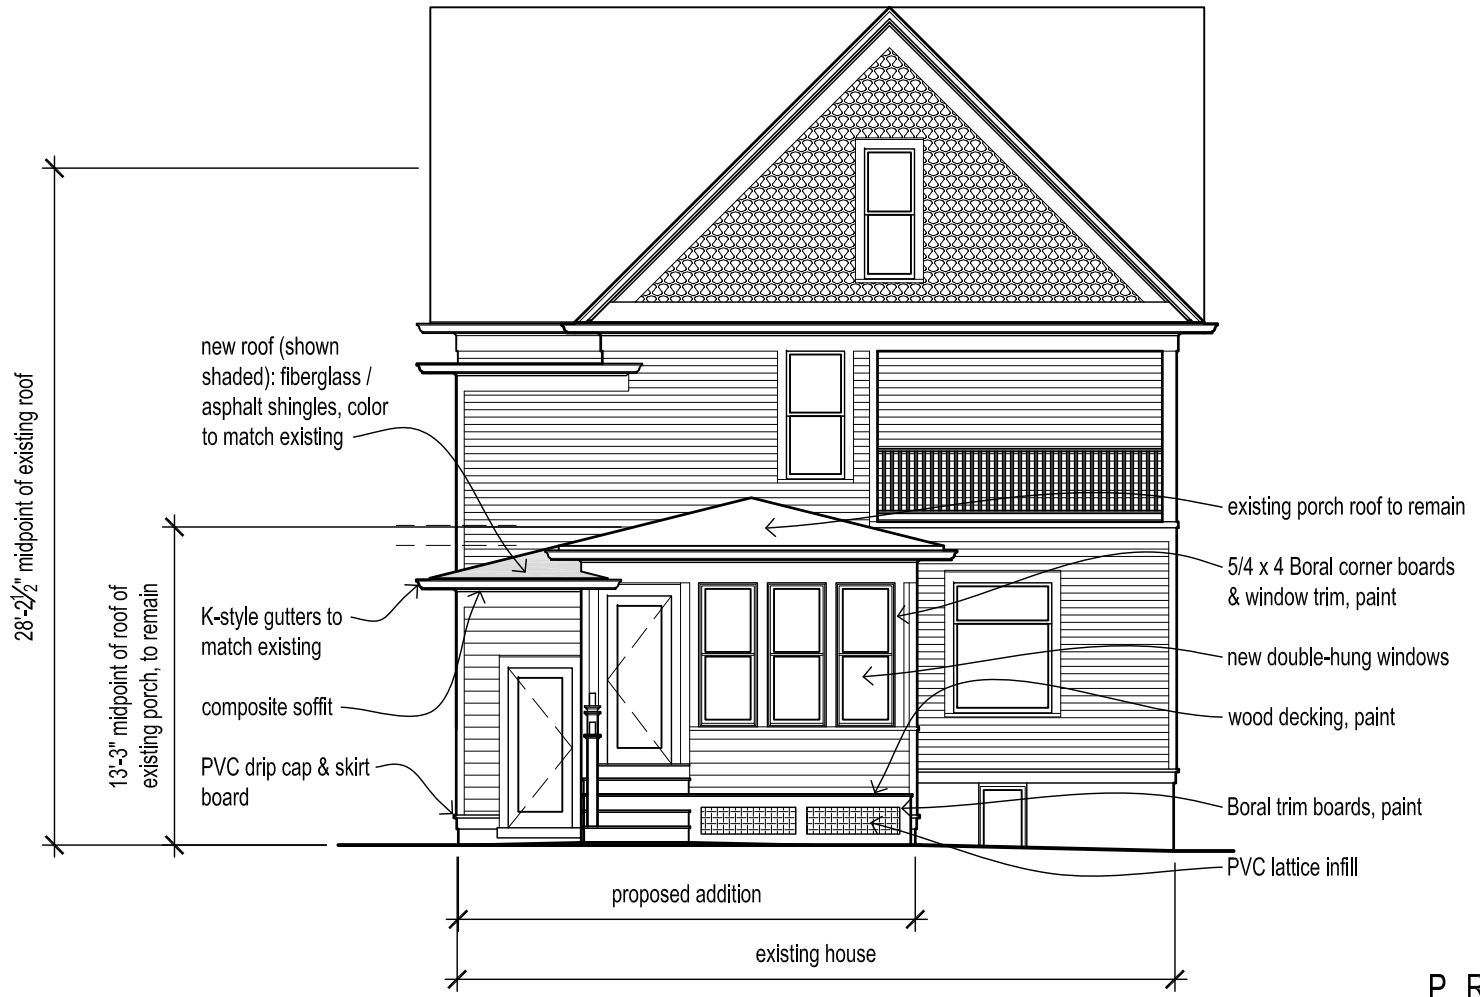 28'-2½" midpoint of existing roof
13'-3" midpoint of roof of
existing porch, to remain
new roof (shown
shaded): fiberglass /
asphalt shingles, color
to match existing
K-style gutters to
match existing
composite soffit
PVC drip cap & skirt
board
existing porch roof to remain
5/4 x 4 Boral corner boards
& window trim, paint
new double-hung windows
wood decking, paint
Boral trim boards, paint
PVC lattice infill
proposed addition
existing house
P R